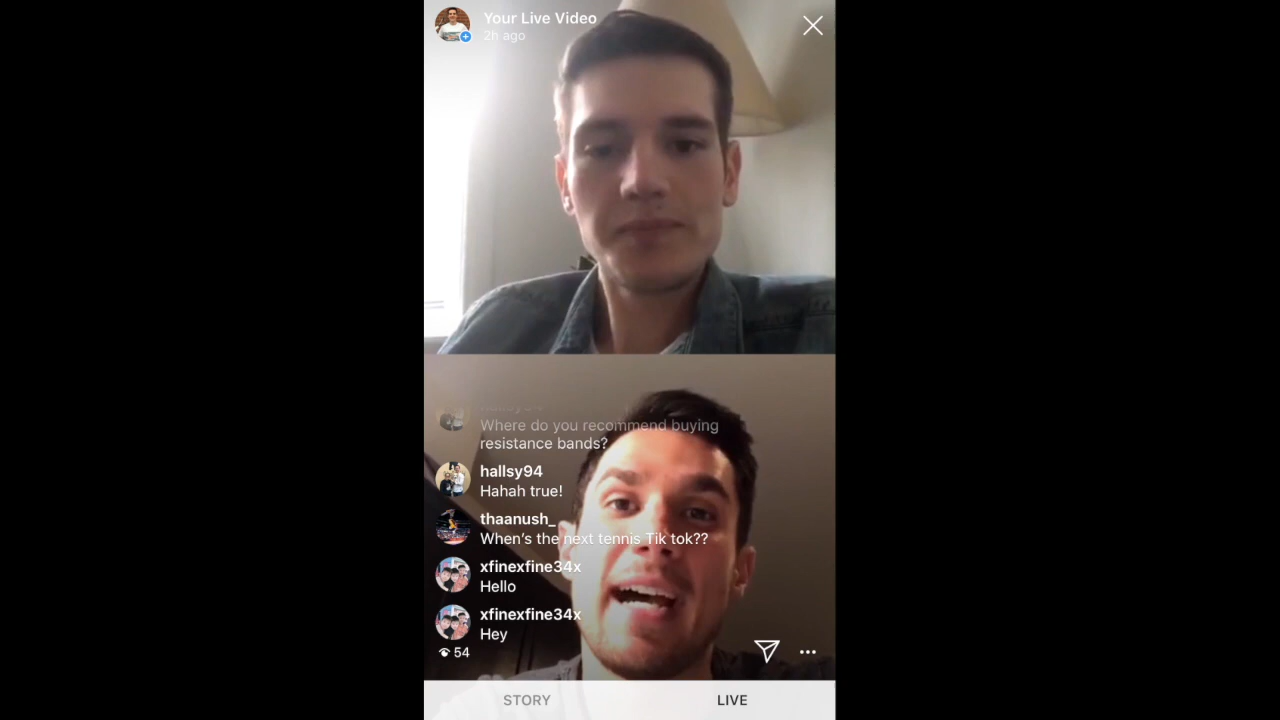 Your Live Video
2h ago
Where do you recommend buying
resistance bands?
hallsy94
Hahah true!
thaanush_
When's the next tennis Tik tok??
xfinexfine34x
Hello
xfinexfine34x
Hey
54
STORY
LIVE